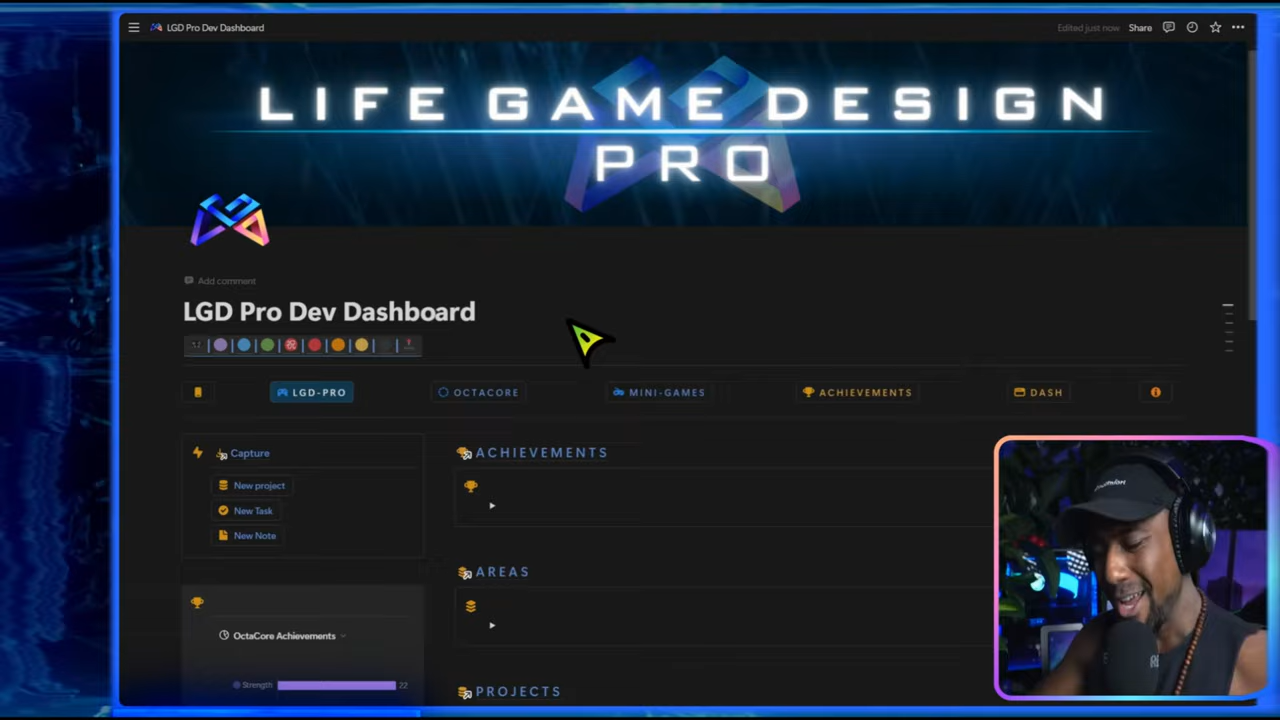 LGD Pro Dev Dashboard
Edited just now
Share
LIFE GAME DESIGN
PRO
Add comment
LGD Pro Dev Dashboard
LGD-PRO
OCTACORE
MINI-GAMES
ACHIEVEMENTS
DASH
Capture
New project
New Task
New Note
OctaCore Achievements
Strength 22
ACHIEVEMENTS
AREAS
PROJECTS